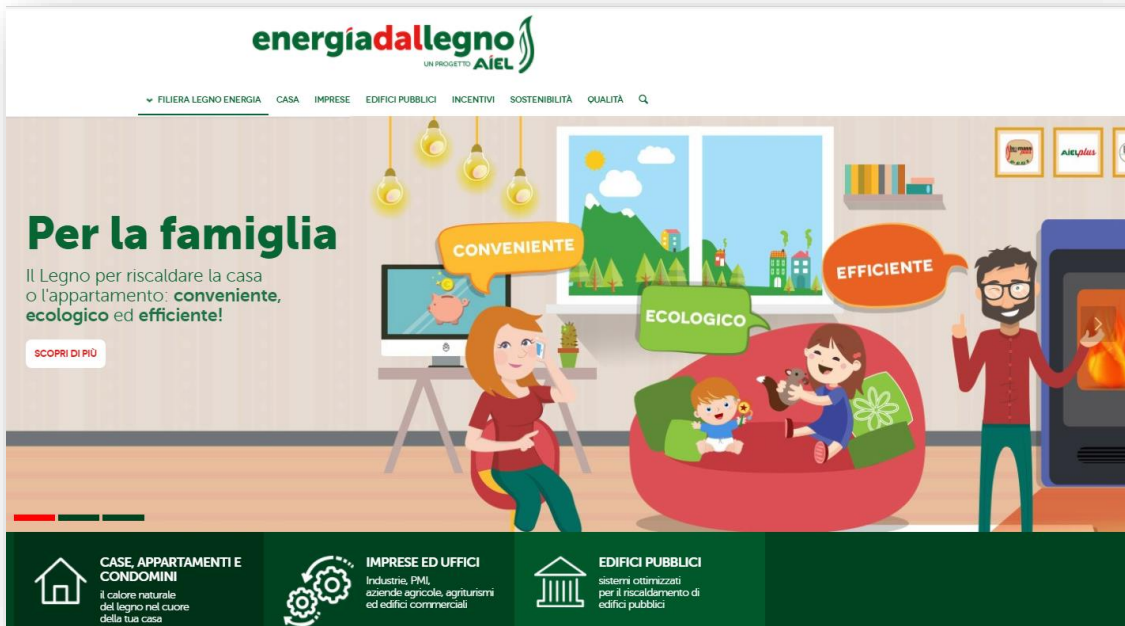 energíadallegno
UN PROGETTO AIEL
FILIERA LEGNO ENERGIA CASA IMPRESE EDIFICI PUBBLICI INCENTIVI SOSTENIBILITÀ QUALITÀ
AIELplus
Per la famiglia
CONVENIENTE
Il Legno per riscaldare la casa
o l'appartamento: conveniente,
ecologico ed efficiente!
EFFICIENTE
ECOLOGICO
SCOPRI DI PIÙ
CASE, APPARTAMENTI E
CONDOMINI
il calore naturale
del legno nel cuore
della tua casa
IMPRESE ED UFFICI
Industrie, PMI,
aziende agricole, agriturismi
ed edifici commerciali
EDIFICI PUBBLICI
sistemi ottimizzati
per il riscaldamento di
edifici pubblici